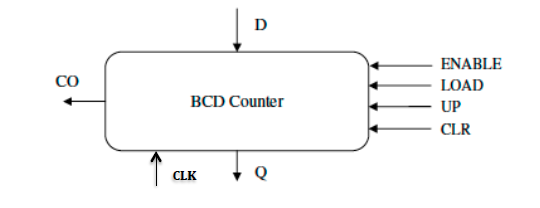 D
ENABLE
CO
LOAD
BCD Counter
UP
CLR
CLK
Q